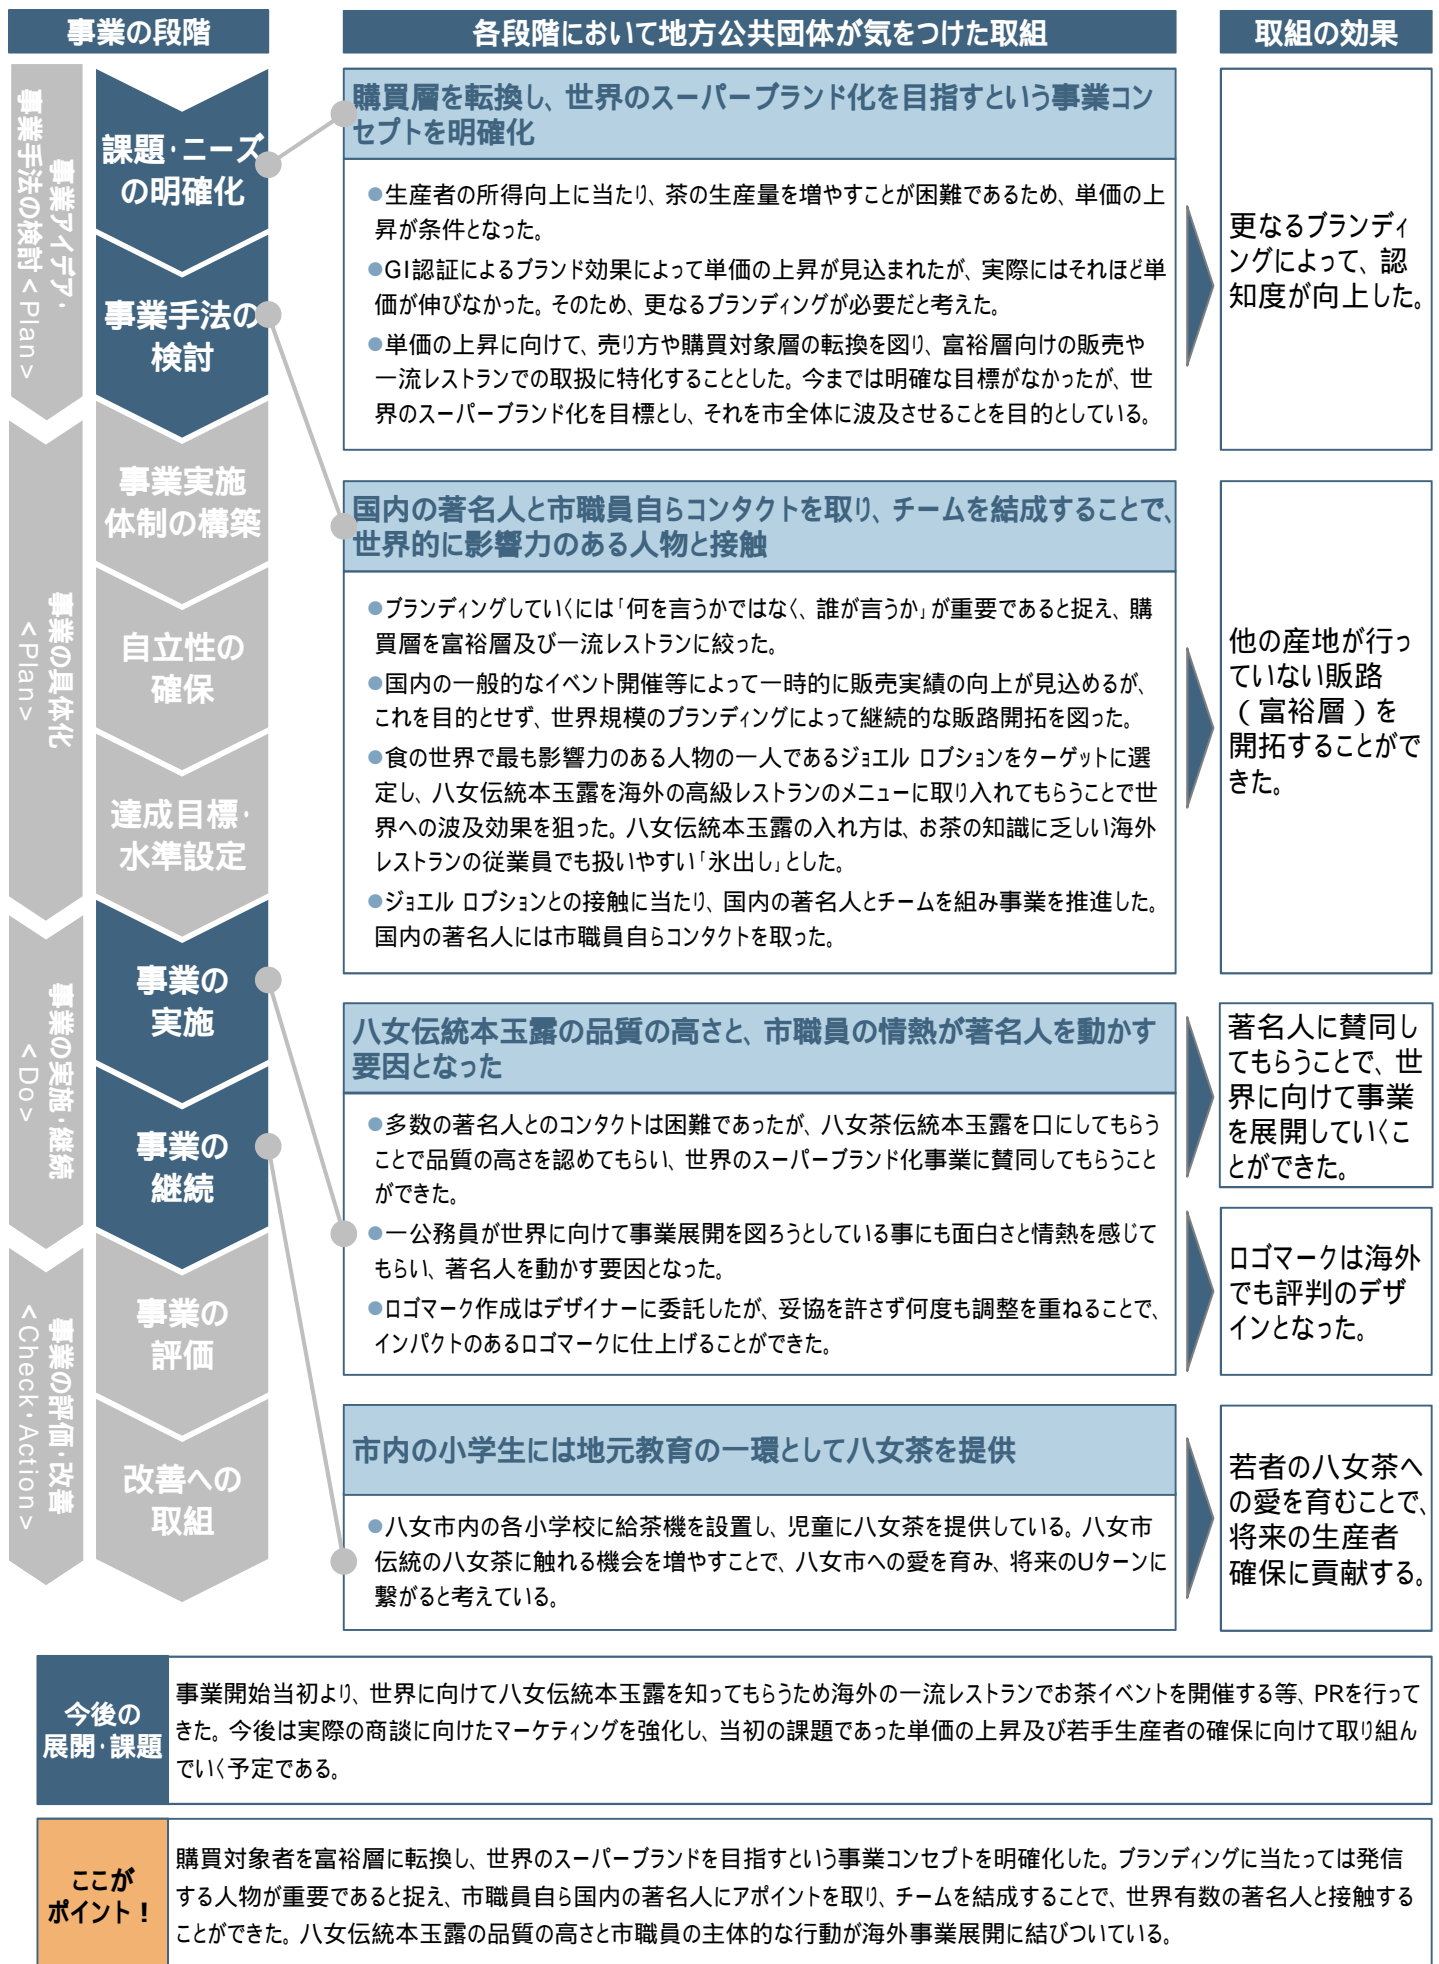 事業の段階
各段階において地方公共団体が気をつけた取組
取組の効果
事業アイデア・
事業手法の検討＜Plan＞
事業の具体化
＜Plan＞
事業の実施・継続
＜Do＞
事業の評価・改善
＜Check・Action＞
課題・ニーズ
の明確化
事業手法の
検討
事業実施
体制の構築
自立性の
確保
達成目標・
水準設定
事業の
実施
事業の
継続
事業の
評価
改善への
取組
購買層を転換し、世界のスーパーブランド化を目指すという事業コン
セプトを明確化
●生産者の所得向上に当たり、茶の生産量を増やすことが困難であるため、単価の上
昇が条件となった。
●GI認証によるブランド効果によって単価の上昇が見込まれたが、実際にはそれほど単
価が伸びなかった。そのため、更なるブランディングが必要だと考えた。
●単価の上昇に向けて、売り方や購買対象層の転換を図り、富裕層向けの販売や
一流レストランでの取扱に特化することとした。今までは明確な目標がなかったが、世
界のスーパーブランド化を目標とし、それを市全体に波及させることを目的としている。
更なるブランディ
ングによって、認
知度が向上した。
国内の著名人と市職員自らコンタクトを取り、チームを結成することで、
世界的に影響力のある人物と接触
●ブランディングしていくには「何を言うかではなく、誰が言うか」が重要であると捉え、購
買層を富裕層及び一流レストランに絞った。
●国内の一般的なイベント開催等によって一時的に販売実績の向上が見込めるが、
これを目的とせず、世界規模のブランディングによって継続的な販路開拓を図った。
●食の世界で最も影響力のある人物の一人であるジョエル ロブションをターゲットに選
定し、八女伝統本玉露を海外の高級レストランのメニューに取り入れてもらうことで世
界への波及効果を狙った。八女伝統本玉露の入れ方は、お茶の知識に乏しい海外
レストランの従業員でも扱いやすい「氷出し」とした。
●ジョエル ロブションとの接触に当たり、国内の著名人とチームを組み事業を推進した。
国内の著名人には市職員自らコンタクトを取った。
他の産地が行っ
ていない販路
（富裕層）を
開拓することがで
きた。
八女伝統本玉露の品質の高さと、市職員の情熱が著名人を動かす
要因となった
●多数の著名人とのコンタクトは困難であったが、八女茶伝統本玉露を口にしてもらう
ことで品質の高さを認めてもらい、世界のスーパーブランド化事業に賛同してもらうこと
ができた。
●一公務員が世界に向けて事業展開を図ろうとしている事にも面白さと情熱を感じて
もらい、著名人を動かす要因となった。
●ロゴマーク作成はデザイナーに委託したが、妥協を許さず何度も調整を重ねることで、
インパクトのあるロゴマークに仕上げることができた。
著名人に賛同し
てもらうことで、世
界に向けて事業
を展開していくこ
とができた。
ロゴマークは海外
でも評判のデザ
インとなった。
市内の小学生には地元教育の一環として八女茶を提供
●八女市内の各小学校に給茶機を設置し、児童に八女茶を提供している。八女市
伝統の八女茶に触れる機会を増やすことで、八女市への愛を育み、将来のUターンに
繋がると考えている。
若者の八女茶へ
の愛を育むことで、
将来の生産者
確保に貢献する。
今後の
展開・課題
事業開始当初より、世界に向けて八女伝統本玉露を知ってもらうため海外の一流レストランでお茶イベントを開催する等、PRを行って
きた。今後は実際の商談に向けたマーケティングを強化し、当初の課題であった単価の上昇及び若手生産者の確保に向けて取り組ん
でいく予定である。
ここが
ポイント！
購買対象者を富裕層に転換し、世界のスーパーブランドを目指すという事業コンセプトを明確化した。ブランディングに当たっては発信
する人物が重要であると捉え、市職員自ら国内の著名人にアポイントを取り、チームを結成することで、世界有数の著名人と接触する
ことができた。八女伝統本玉露の品質の高さと市職員の主体的な行動が海外事業展開に結びついている。